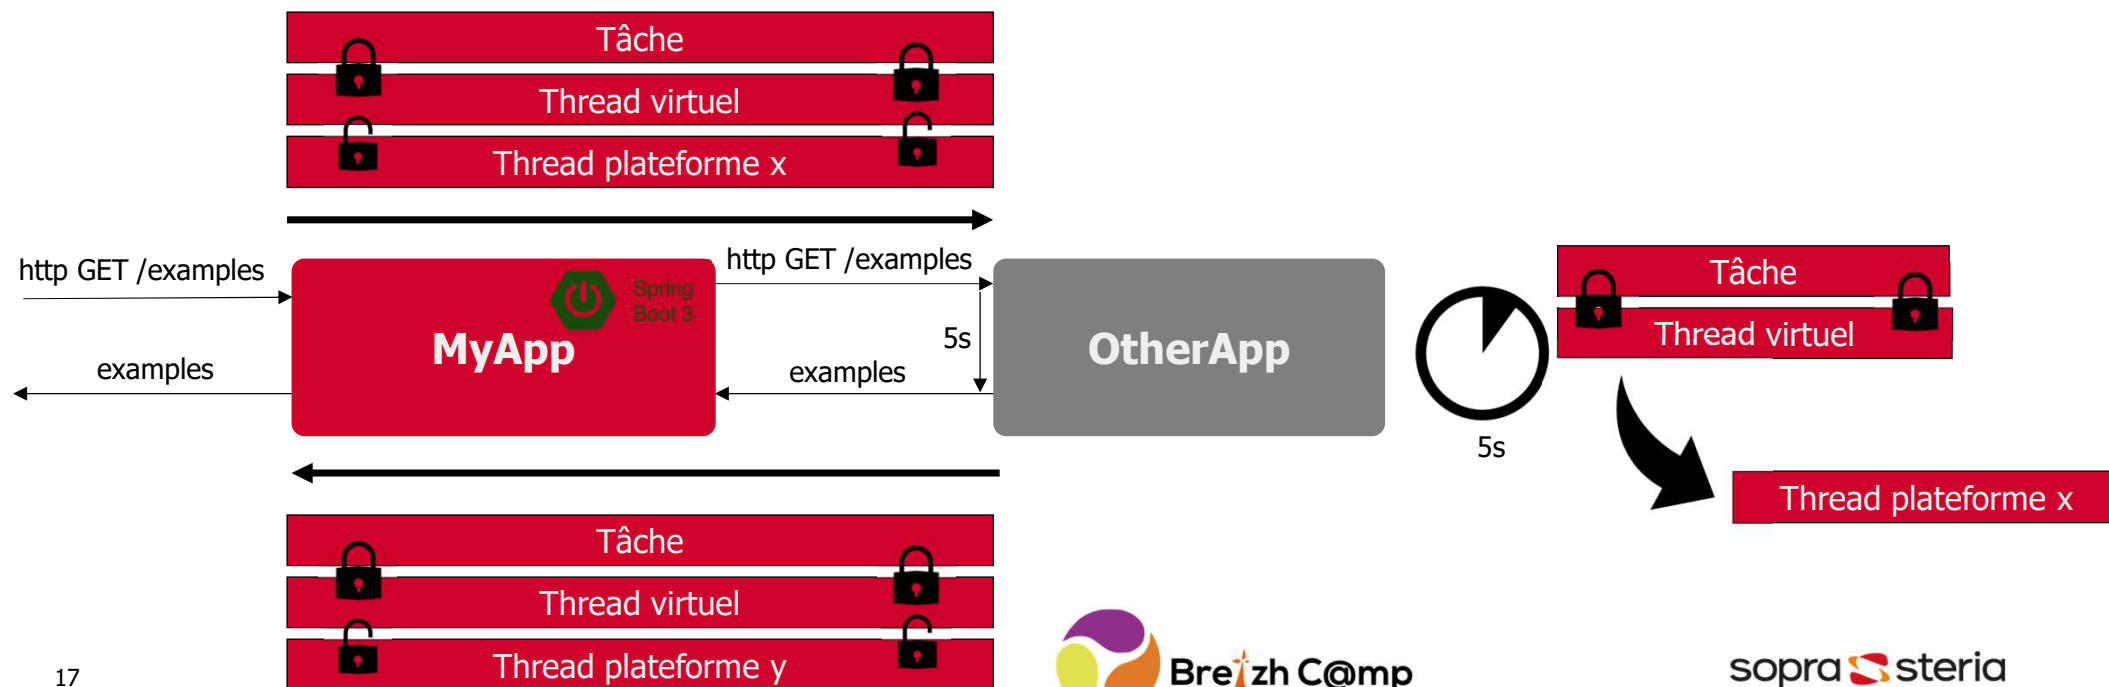 Tâche
Thread virtuel
Thread plateforme x
http GET /examples
examples
Spring
Boot 3
MyApp
http GET /examples
5s
examples
OtherApp
5s
Tâche
Thread virtuel
Thread plateforme x
Tâche
Thread virtuel
Thread plateforme y
17
Breizh C@mp
sopra steria